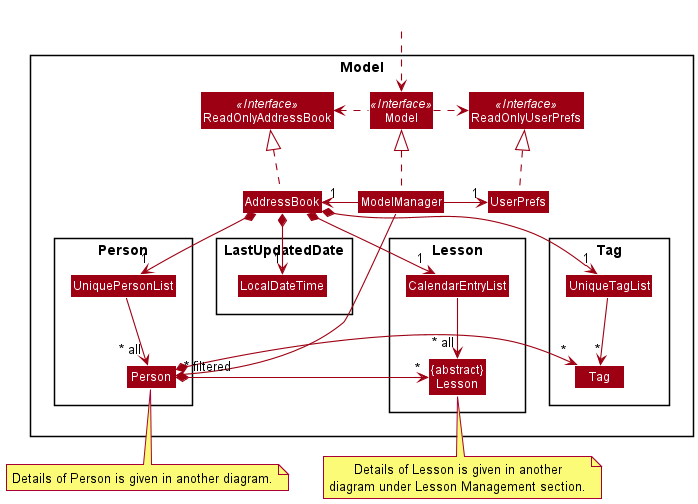 Model
«Interface»
ReadOnlyAddressBook
«Interface»
Model
«Interface»
ReadOnlyUserPrefs
AddressBook
1
ModelManager
1
UserPrefs
Person
LastUpdatedDate
Lesson
Tag
1
1
1
1
UniquePersonList
LocalDateTime
CalendarEntryList
UniqueTagList
* all
* all
*
*
Person
* filtered
*
{abstract}
Lesson
Tag
Details of Person is given in another diagram.
Details of Lesson is given in another
diagram under Lesson Management section.